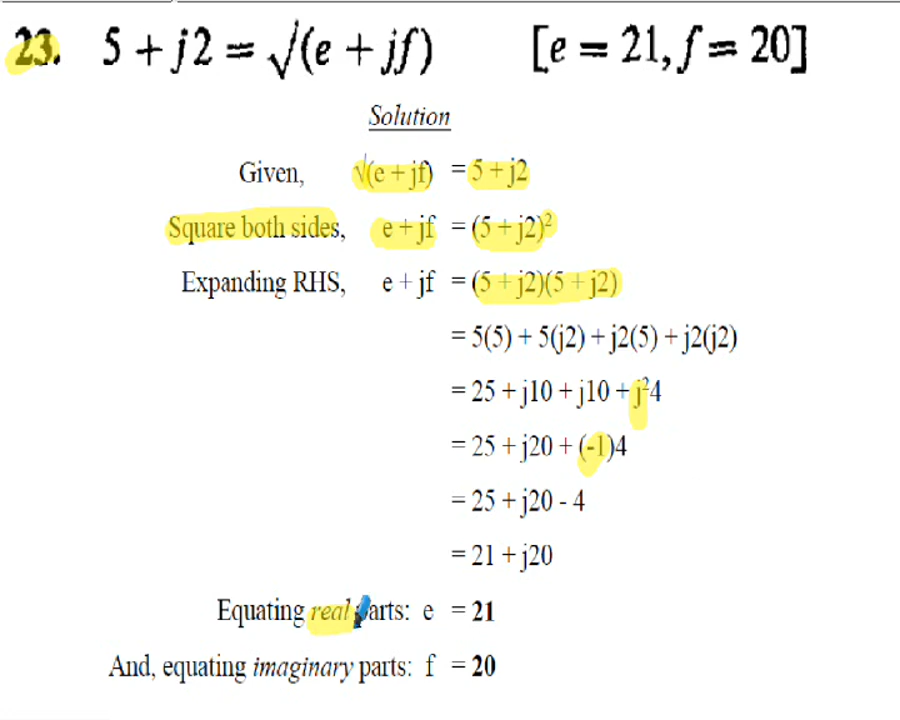 23. 5 + j2 = √(e + jf) [e = 21, f = 20]
Solution
Given, √(e + jf) = 5 + j2
Square both sides, e + jf = (5 + j2)²
Expanding RHS, e + jf = (5 + j2)(5 + j2)
= 5(5) + 5(j2) + j2(5) + j2(j2)
= 25 + j10 + j10 + j²4
= 25 + j20 + (-1)4
= 25 + j20 - 4
= 21 + j20
Equating real parts: e = 21
And, equating imaginary parts: f = 20